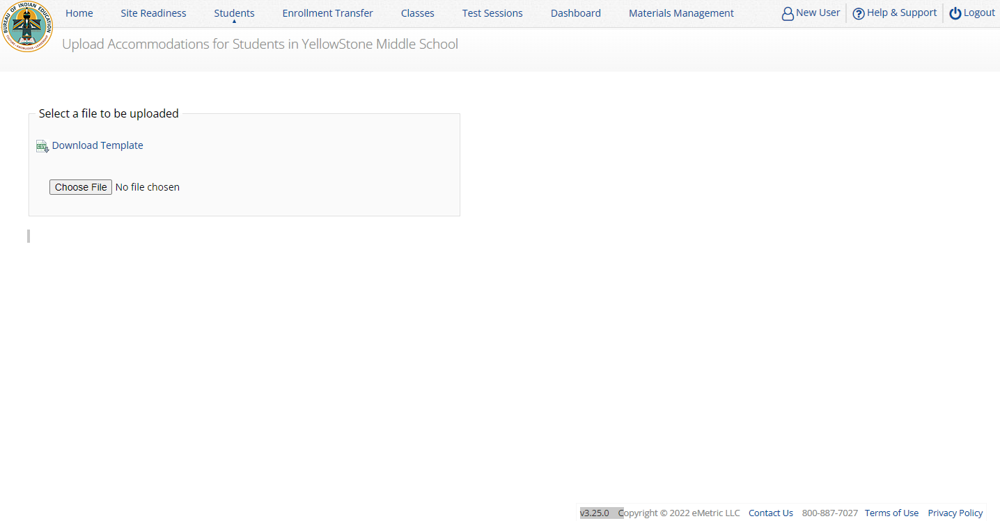 Home Site Readiness Students Enrollment Transfer Classes Test Sessions Dashboard Materials Management New User Help & Support Logout
BUREAU OF INDIAN EDUCATION
CULTURE • KNOWLEDGE • LEADERSHIP
Upload Accommodations for Students in YellowStone Middle School
Select a file to be uploaded
Download Template
Choose File No file chosen
v3.25.0 Copyright © 2022 eMetric LLC Contact Us 800-887-7027 Terms of Use Privacy Policy